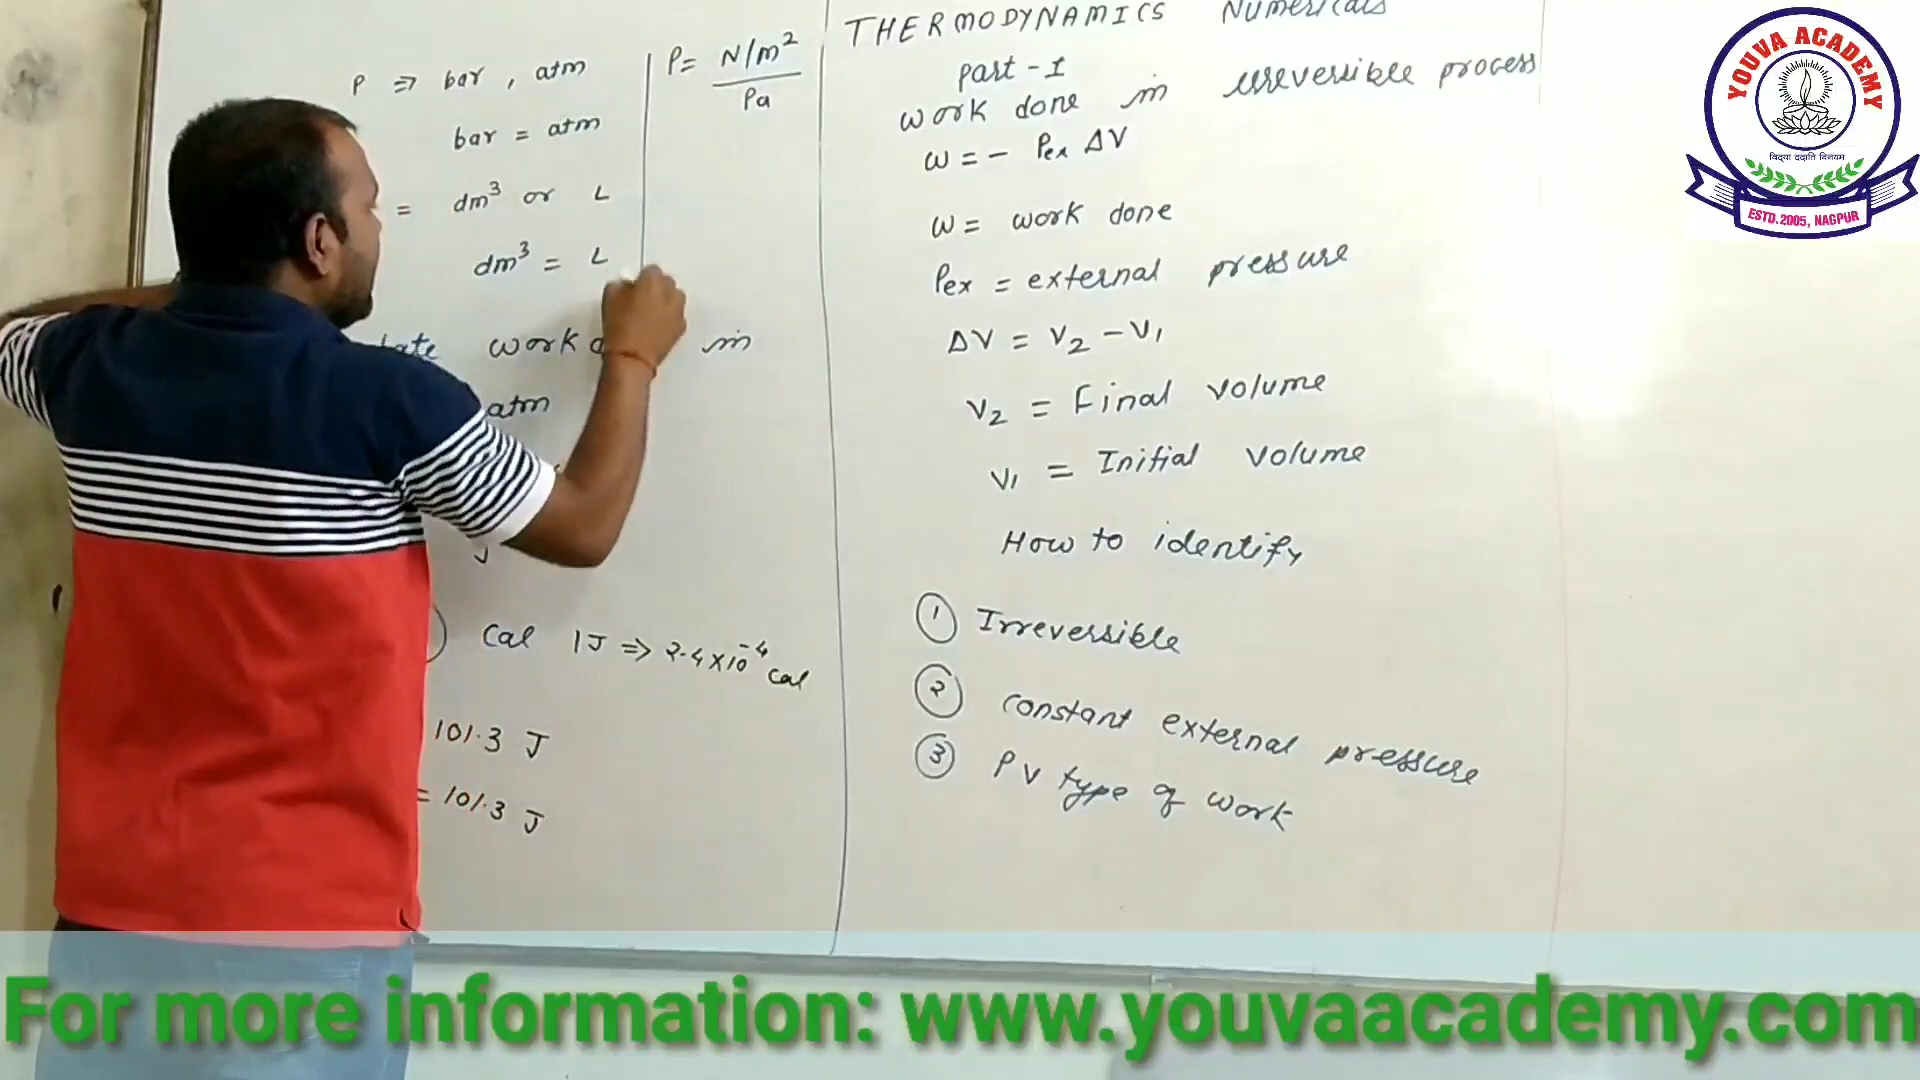 P ⇒ bar , atm
bar = atm
= dm³ or L
dm³ = L
P = N/m²
Pa
work in
atm
J
Cal 1J ⇒ 2.4×10⁻⁴ cal
101.3 J
= 101.3 J
THERMODYNAMICS Numericals
part - I
work done in irreversible process
W = - Pex ΔV
W = work done
Pex = external pressure
ΔV = V₂ - V₁
V₂ = Final volume
V₁ = Initial volume
How to identify
① Irreversible
② constant external pressure
③ PV type of work
YOUVA ACADEMY
विद्या ददाति विनयम
ESTD.2005, NAGPUR
For more information: www.youvaacademy.com